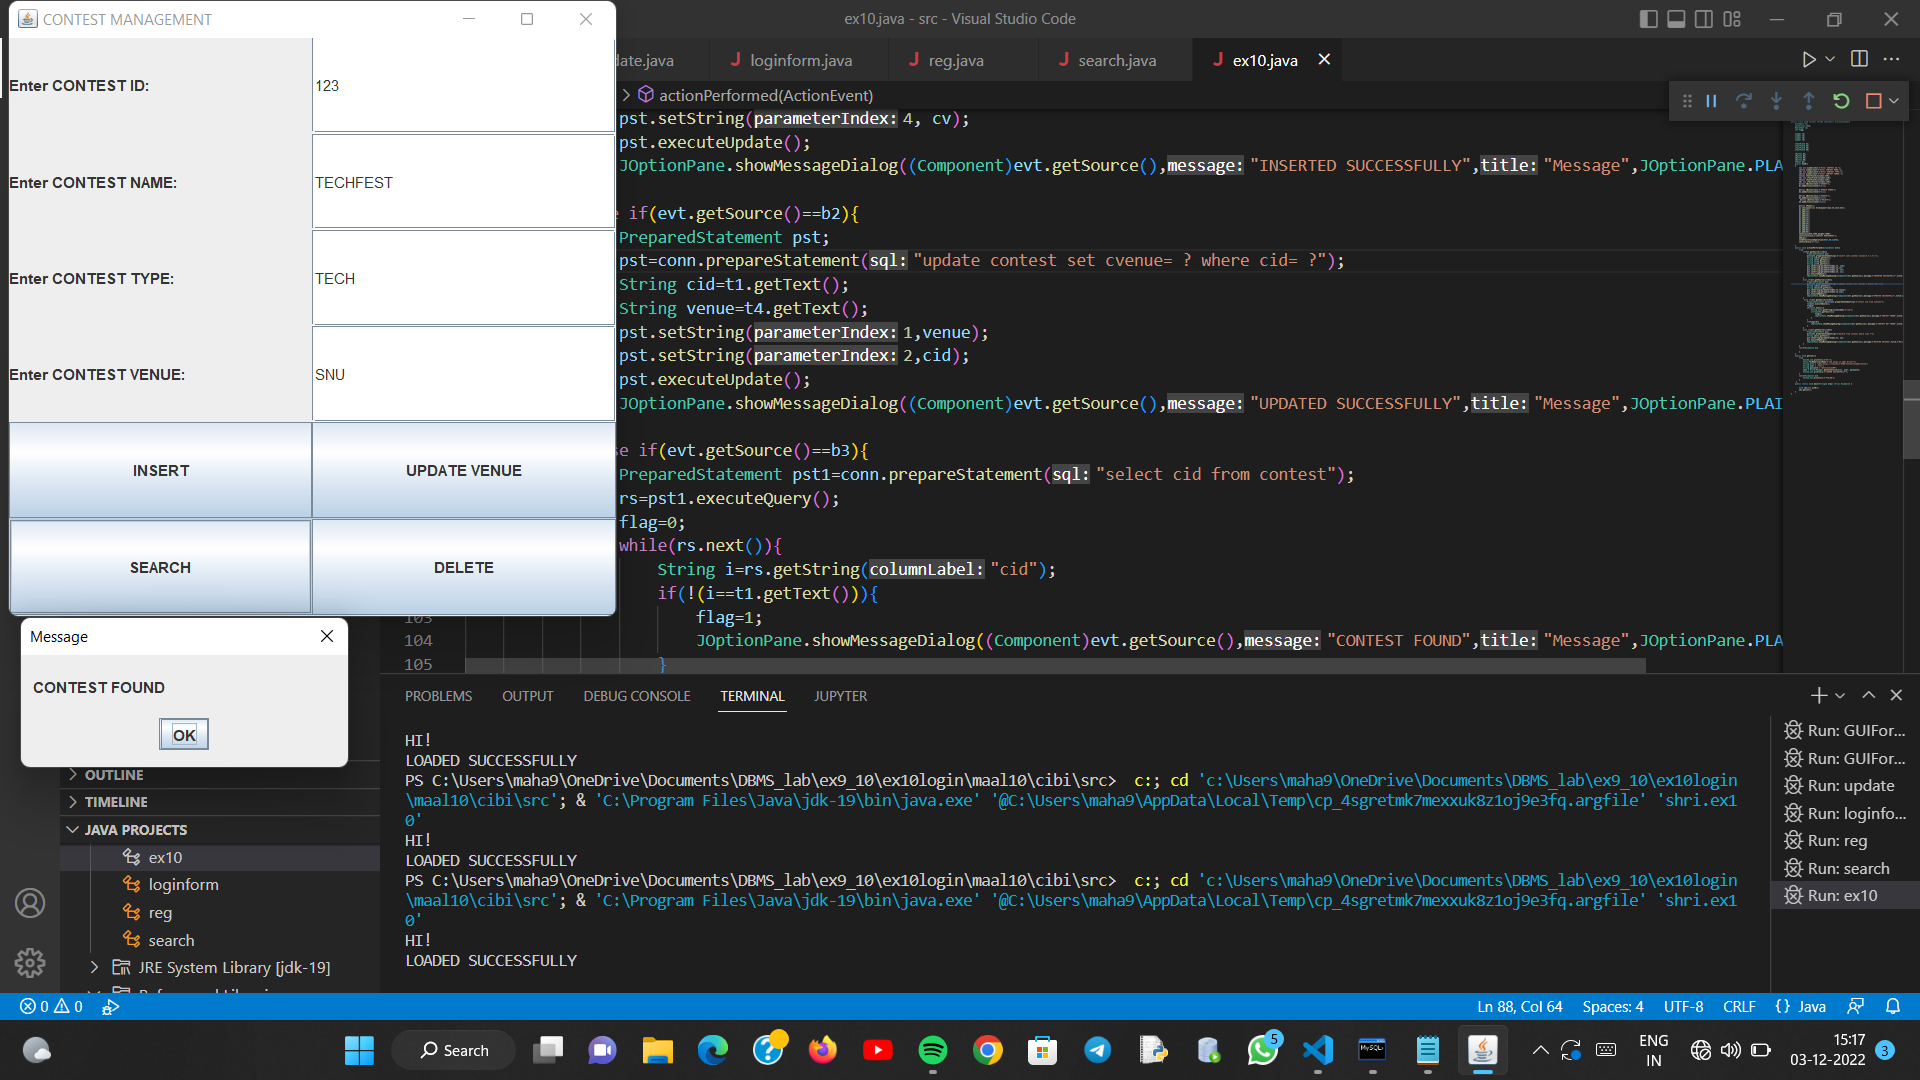 CONTEST MANAGEMENT
Enter CONTEST ID:
123
Enter CONTEST NAME:
TECHFEST
Enter CONTEST TYPE:
TECH
Enter CONTEST VENUE:
SNU
INSERT
UPDATE VENUE
SEARCH
DELETE
Message
CONTEST FOUND
OK
ex10.java - src - Visual Studio Code
date.java
loginform.java
reg.java
search.java
ex10.java
actionPerformed(ActionEvent)
pst.setString(parameterIndex: 4, cv);
pst.executeUpdate();
JOptionPane.showMessageDialog((Component)evt.getSource(),message: "INSERTED SUCCESSFULLY",title: "Message",JOptionPane.PLAI
if(evt.getSource()==b2){
PreparedStatement pst;
pst=conn.prepareStatement(sql: "update contest set cvenue= ? where cid= ?");
String cid=t1.getText();
String venue=t4.getText();
pst.setString(parameterIndex: 1,venue);
pst.setString(parameterIndex: 2,cid);
pst.executeUpdate();
JOptionPane.showMessageDialog((Component)evt.getSource(),message: "UPDATED SUCCESSFULLY",title: "Message",JOptionPane.PLAI
e if(evt.getSource()==b3){
PreparedStatement pst1=conn.prepareStatement(sql: "select cid from contest");
rs=pst1.executeQuery();
flag=0;
while(rs.next()){
String i=rs.getString(columnLabel: "cid");
if(!(i==t1.getText())){
103 flag=1;
104 JOptionPane.showMessageDialog((Component)evt.getSource(),message: "CONTEST FOUND",title: "Message",JOptionPane.PLAI
105 }
PROBLEMS OUTPUT DEBUG CONSOLE TERMINAL JUPYTER
HI!
LOADED SUCCESSFULLY
PS C:\Users\maha9\OneDrive\Documents\DBMS_lab\ex9_10\ex10login\maal10\cibi\src>  c:; cd 'c:\Users\maha9\OneDrive\Documents\DBMS_lab\ex9_10\ex10login
\maal10\cibi\src'; & 'C:\Program Files\Java\jdk-19\bin\java.exe' '@C:\Users\maha9\AppData\Local\Temp\cp_4sgretmk7mexxuk8z1oj9e3fq.argfile' 'shri.ex1
0'
HI!
LOADED SUCCESSFULLY
PS C:\Users\maha9\OneDrive\Documents\DBMS_lab\ex9_10\ex10login\maal10\cibi\src>  c:; cd 'c:\Users\maha9\OneDrive\Documents\DBMS_lab\ex9_10\ex10login
\maal10\cibi\src'; & 'C:\Program Files\Java\jdk-19\bin\java.exe' '@C:\Users\maha9\AppData\Local\Temp\cp_4sgretmk7mexxuk8z1oj9e3fq.argfile' 'shri.ex1
0'
HI!
LOADED SUCCESSFULLY
Run: GUIFor...
Run: GUIFor...
Run: update
Run: loginfo...
Run: reg
Run: search
Run: ex10
OUTLINE
TIMELINE
JAVA PROJECTS
ex10
loginform
reg
search
JRE System Library [jdk-19]
0 0
Ln 88, Col 64 Spaces: 4 UTF-8 CRLF {} Java
Search
5
MySQL
ENG
IN
15:17
03-12-2022
3